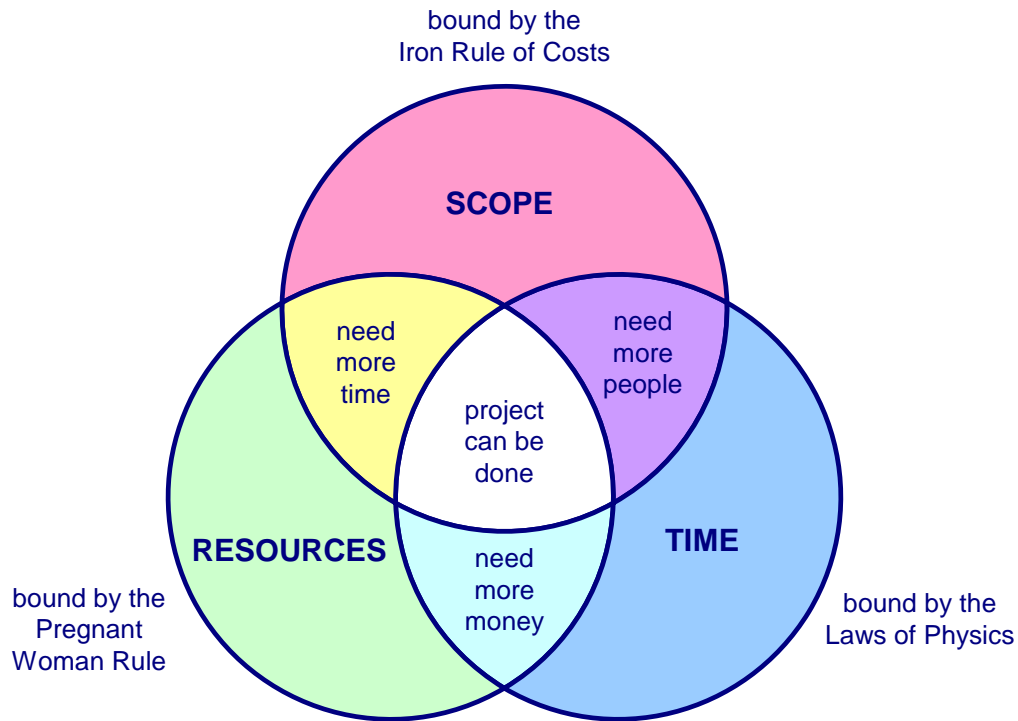 bound by the
Iron Rule of Costs
SCOPE
need
more
time
need
more
people
project
can be
done
RESOURCES
TIME
need
more
money
bound by the
Pregnant
Woman Rule
bound by the
Laws of Physics